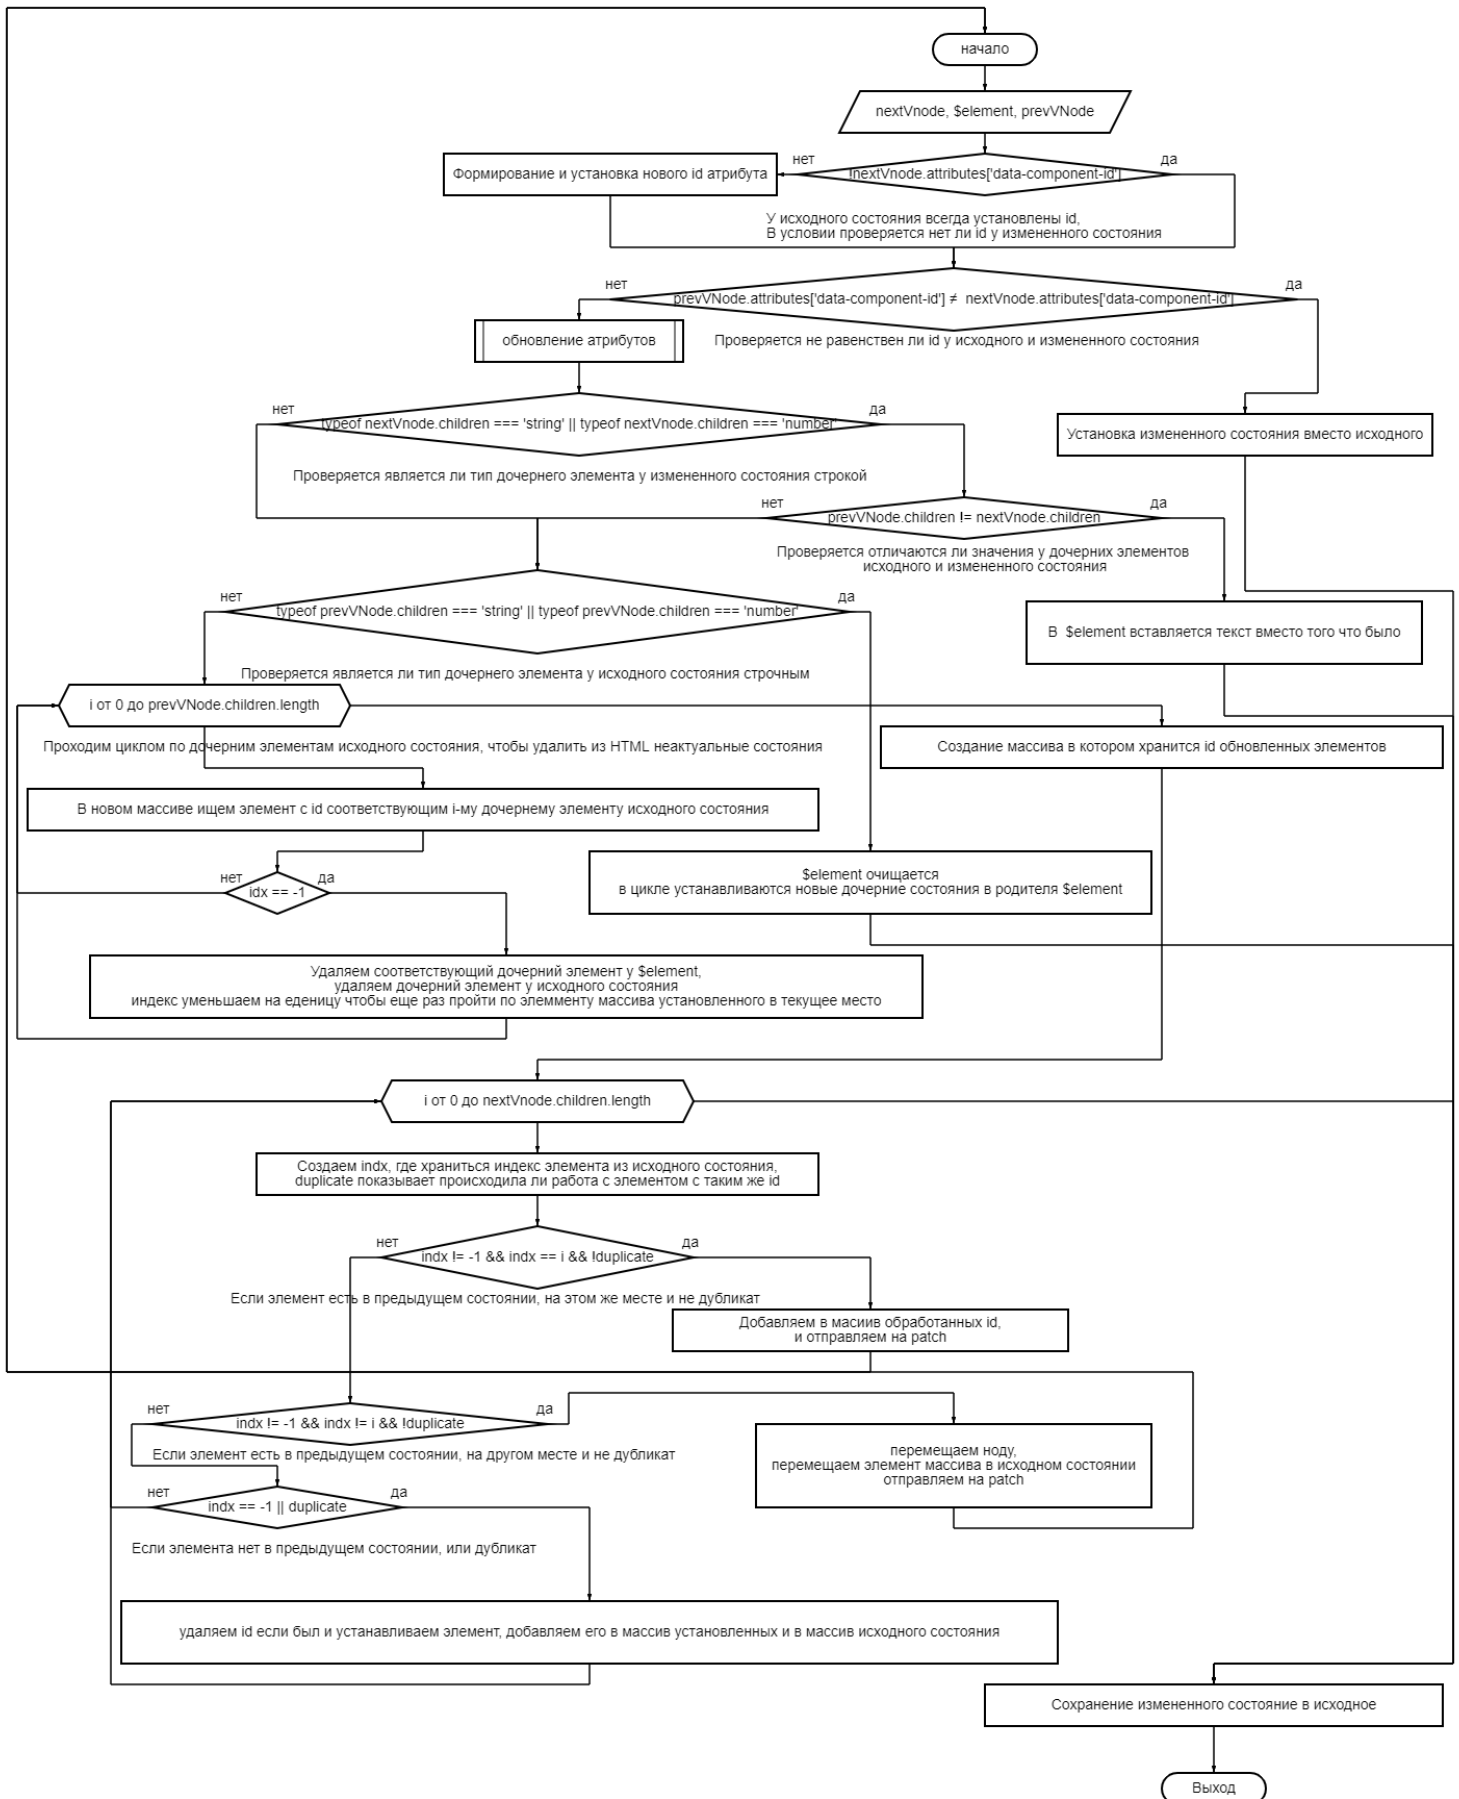 начало
nextVnode, $element, prevVNode
нет
да
Формирование и установка нового id атрибута
!nextVnode.attributes['data-component-id']
У исходного состояния всегда установлены id,
В условии проверяется нет ли id у измененного состояния
нет
да
prevVNode.attributes['data-component-id'] ≠ nextVnode.attributes['data-component-id']
обновление атрибутов
Проверяется не равенствен ли id у исходного и измененного состояния
нет
да
typeof nextVnode.children === 'string' || typeof nextVnode.children === 'number'
Установка измененного состояния вместо исходного
Проверяется является ли тип дочернего элемента у измененного состояния строкой
нет
да
prevVNode.children != nextVnode.children
Проверяется отличаются ли значения у дочерних элементов
исходного и измененного состояния
нет
да
typeof prevVNode.children === 'string' || typeof prevVNode.children === 'number'
В $element вставляется текст вместо того что было
Проверяется является ли тип дочернего элемента у исходного состояния строчным
i от 0 до prevVNode.children.length
Проходим циклом по дочерним элементам исходного состояния, чтобы удалить из HTML неактуальные состояния
Создание массива в котором хранится id обновленных элементов
В новом массиве ищем элемент с id соответствующим i-му дочернему элементу исходного состояния
нет
да
idx == -1
$element очищается
в цикле устанавливаются новые дочерние состояния в родителя $element
Удаляем соответствующий дочерний элемент у $element,
удаляем дочерний элемент у исходного состояния
индекс уменьшаем на еденицу чтобы еще раз пройти по элемменту массива установленного в текущее место
i от 0 до nextVnode.children.length
Создаем indx, где храниться индекс элемента из исходного состояния,
duplicate показывает происходила ли работа с элементом с таким же id
нет
да
indx != -1 && indx == i && !duplicate
Если элемент есть в предыдущем состоянии, на этом же месте и не дубликат
Добавляем в масиив обработанных id,
и отправляем на patch
нет
да
indx != -1 && indx != i && !duplicate
Если элемент есть в предыдущем состоянии, на другом месте и не дубликат
перемещаем ноду,
перемещаем элемент массива в исходном состоянии
отправляем на patch
нет
да
indx == -1 || duplicate
Если элемента нет в предыдущем состоянии, или дубликат
удаляем id если был и устанавливаем элемент, добавляем его в массив установленных и в массив исходного состояния
Сохранение измененного состояние в исходное
Выход